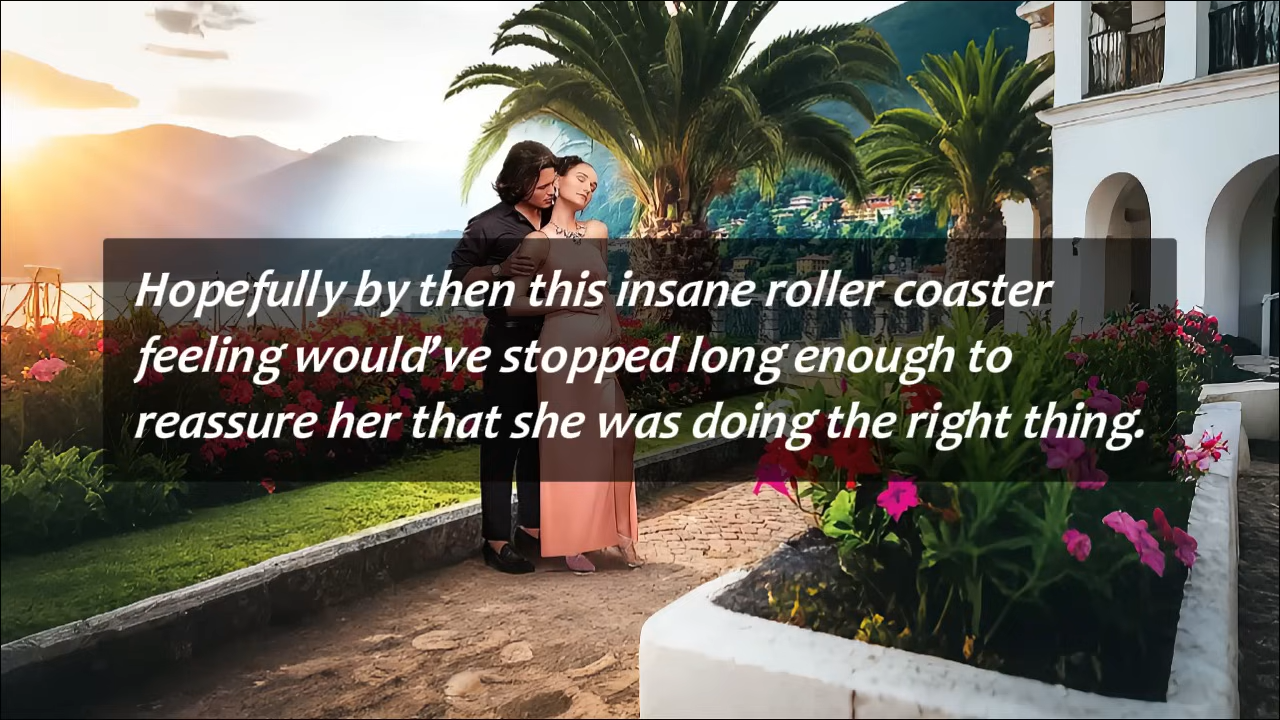 Hopefully by then this insane roller coaster
feeling would’ve stopped long enough to
reassure her that she was doing the right thing.